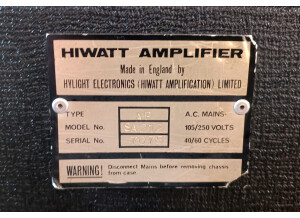 HIWATT AMPLIFIER
Made in England by
HYLIGHT ELECTRONICS (HIWATT AMPLIFICATION) LIMITED
TYPE A.C. MAINS
MODEL No. 105/250 VOLTS
SERIAL No. 40/60 CYCLES
WARNING! Disconnect Mains before removing chassis from case.